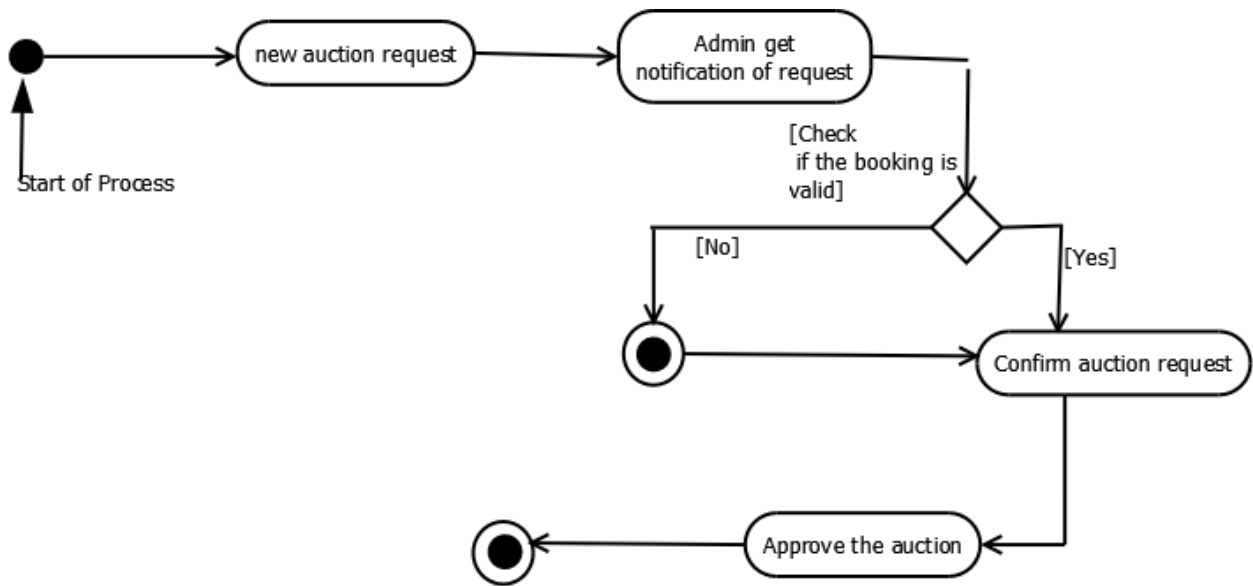 new auction request
Admin get
notification of request
[Check
if the booking is
valid]
Start of Process
[No]
[Yes]
Confirm auction request
Approve the auction